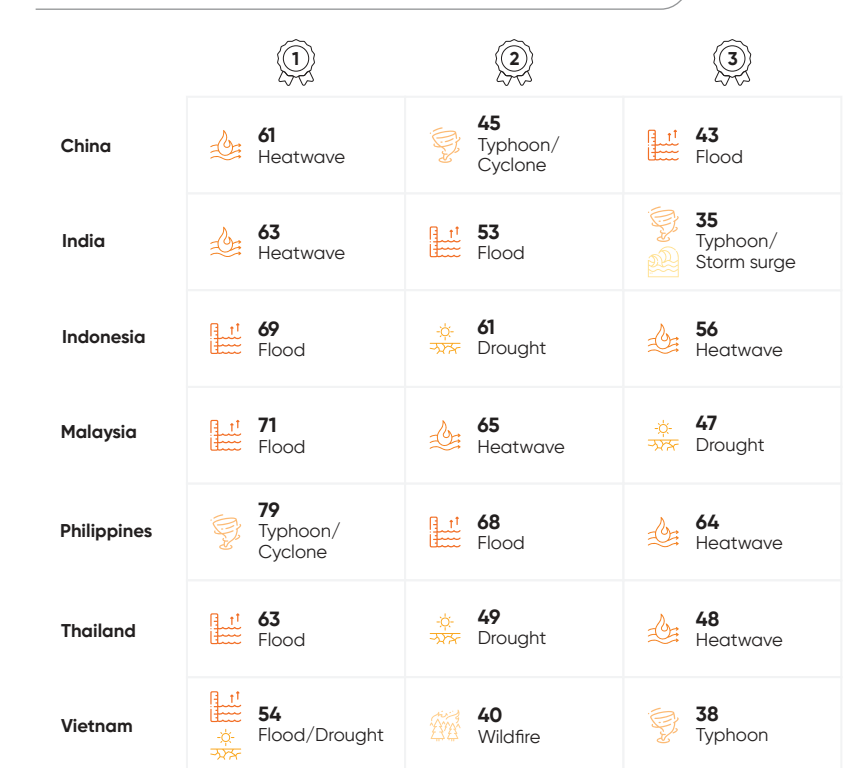 1
2
3
China
61
Heatwave
45
Typhoon/
Cyclone
43
Flood
India
63
Heatwave
53
Flood
35
Typhoon/
Storm surge
Indonesia
69
Flood
61
Drought
56
Heatwave
Malaysia
71
Flood
65
Heatwave
47
Drought
Philippines
79
Typhoon/
Cyclone
68
Flood
64
Heatwave
Thailand
63
Flood
49
Drought
48
Heatwave
Vietnam
54
Flood/Drought
40
Wildfire
38
Typhoon